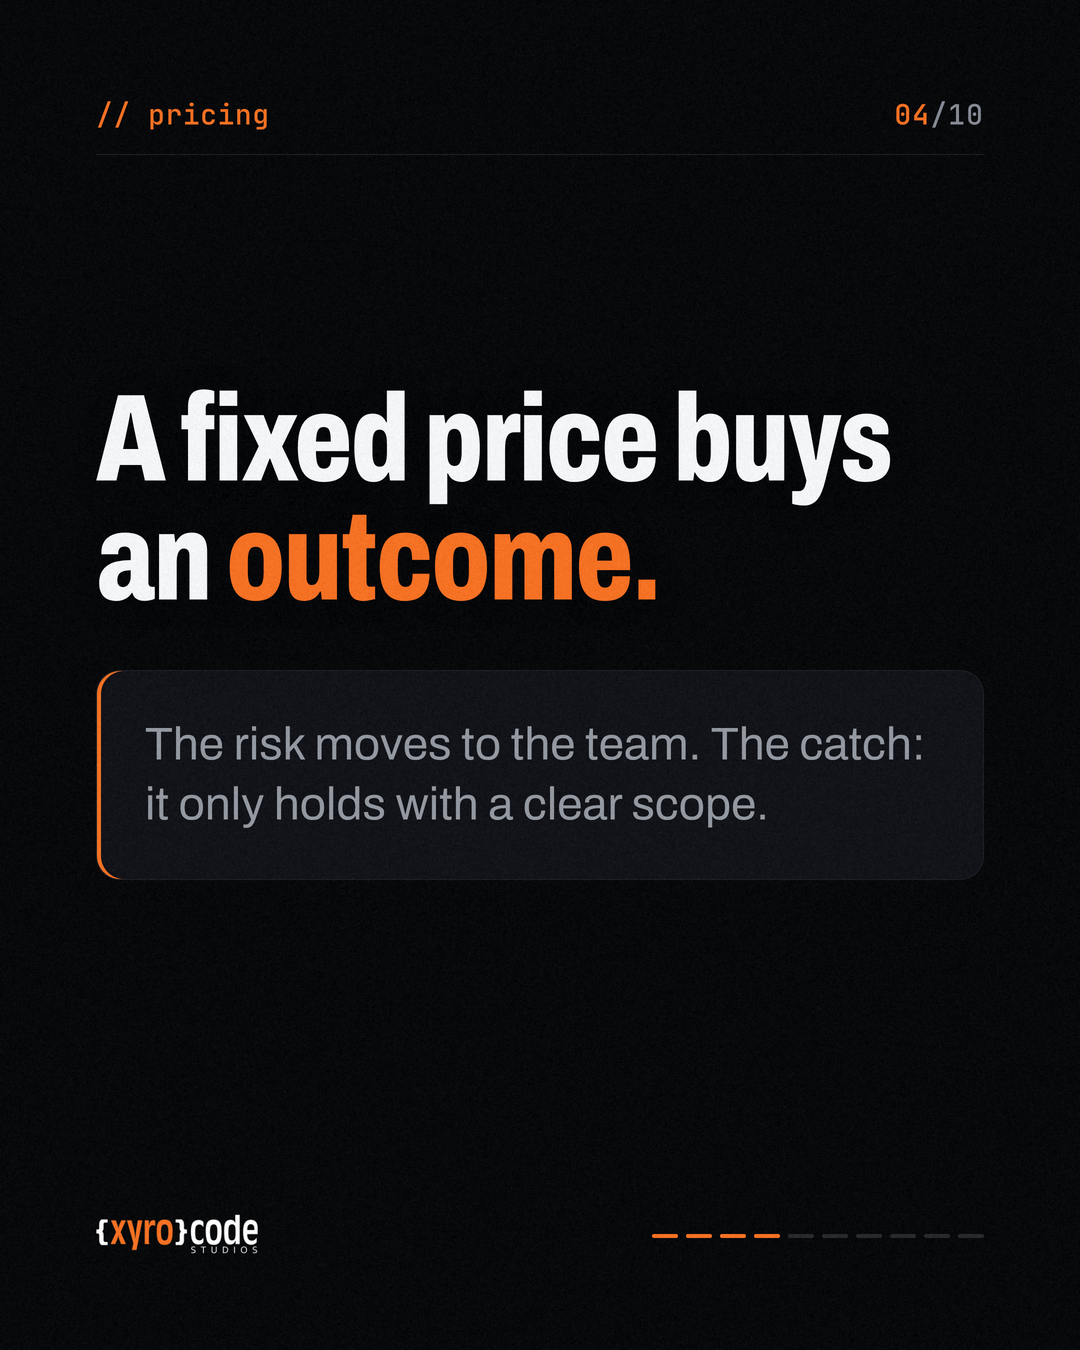 // pricing
04/10
A fixed price buys
an outcome.
The risk moves to the team. The catch:
it only holds with a clear scope.
{xyro}code
STUDIOS